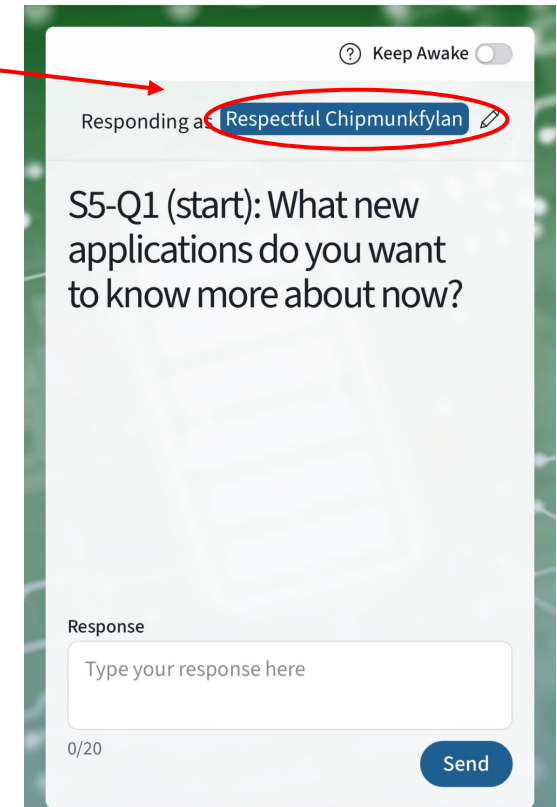 ? Keep Awake
Responding as Respectful Chipmunkfylan
S5-Q1 (start): What new
applications do you want
to know more about now?
Response
Type your response here
0/20
Send